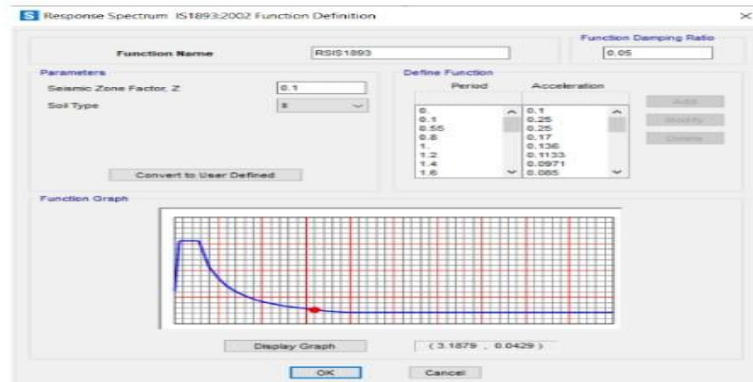 S Response Spectrum IS1893:2002 Function Definition
Function Damping Ratio
Function Name RSIS1893 0.05
Parameters Define Function
Seismic Zone Factor, Z 0.1 Period Acceleration
Soil Type II
0. 0.1 Add
0.1 0.25
0.55 0.25 Modify
0.8 0.17
1. 0.136 Delete
1.2 0.1133
1.4 0.0971
1.6 0.085
Convert to User Defined
Function Graph
Display Graph ( 3.1879 , 0.0429 )
OK Cancel